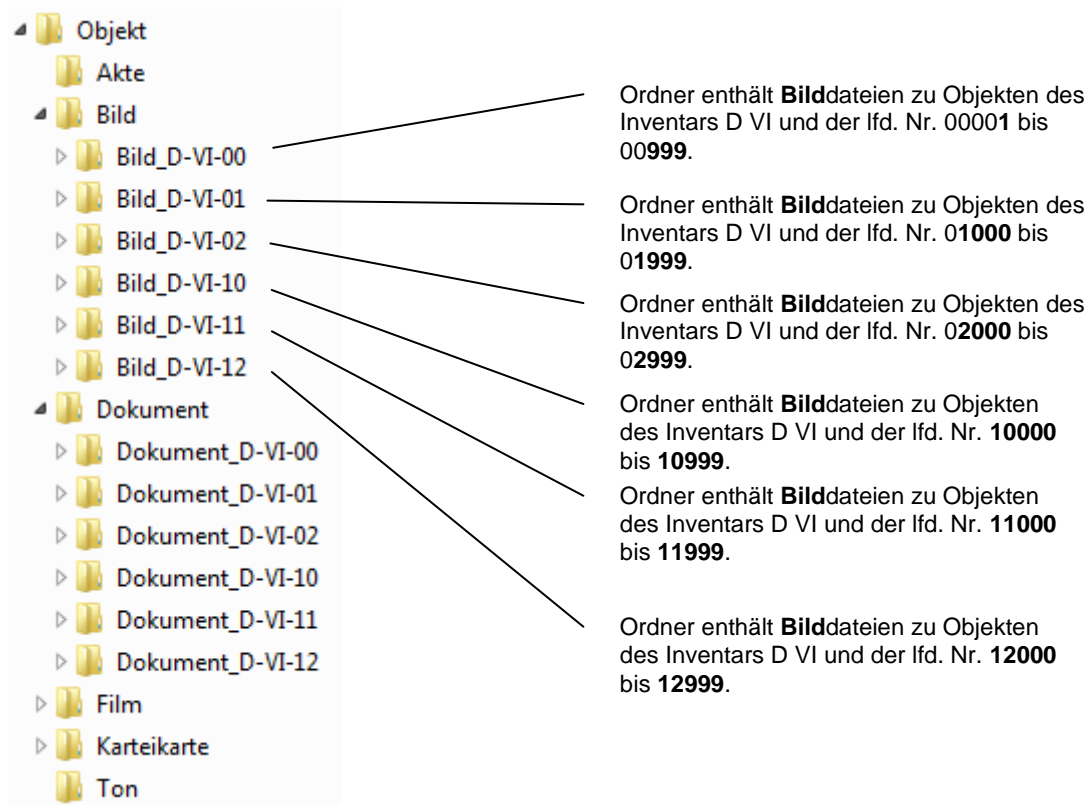 Objekt
Akte
Bild
Bild_D-VI-00
Bild_D-VI-01
Bild_D-VI-02
Bild_D-VI-10
Bild_D-VI-11
Bild_D-VI-12
Dokument
Dokument_D-VI-00
Dokument_D-VI-01
Dokument_D-VI-02
Dokument_D-VI-10
Dokument_D-VI-11
Dokument_D-VI-12
Film
Karteikarte
Ton
Ordner enthält Bilddateien zu Objekten des
Inventars D VI und der lfd. Nr. 00001 bis
00999.
Ordner enthält Bilddateien zu Objekten des
Inventars D VI und der lfd. Nr. 01000 bis
01999.
Ordner enthält Bilddateien zu Objekten des
Inventars D VI und der lfd. Nr. 02000 bis
02999.
Ordner enthält Bilddateien zu Objekten
des Inventars D VI und der lfd. Nr. 10000
bis 10999.
Ordner enthält Bilddateien zu Objekten
des Inventars D VI und der lfd. Nr. 11000
bis 11999.
Ordner enthält Bilddateien zu Objekten
des Inventars D VI und der lfd. Nr. 12000
bis 12999.